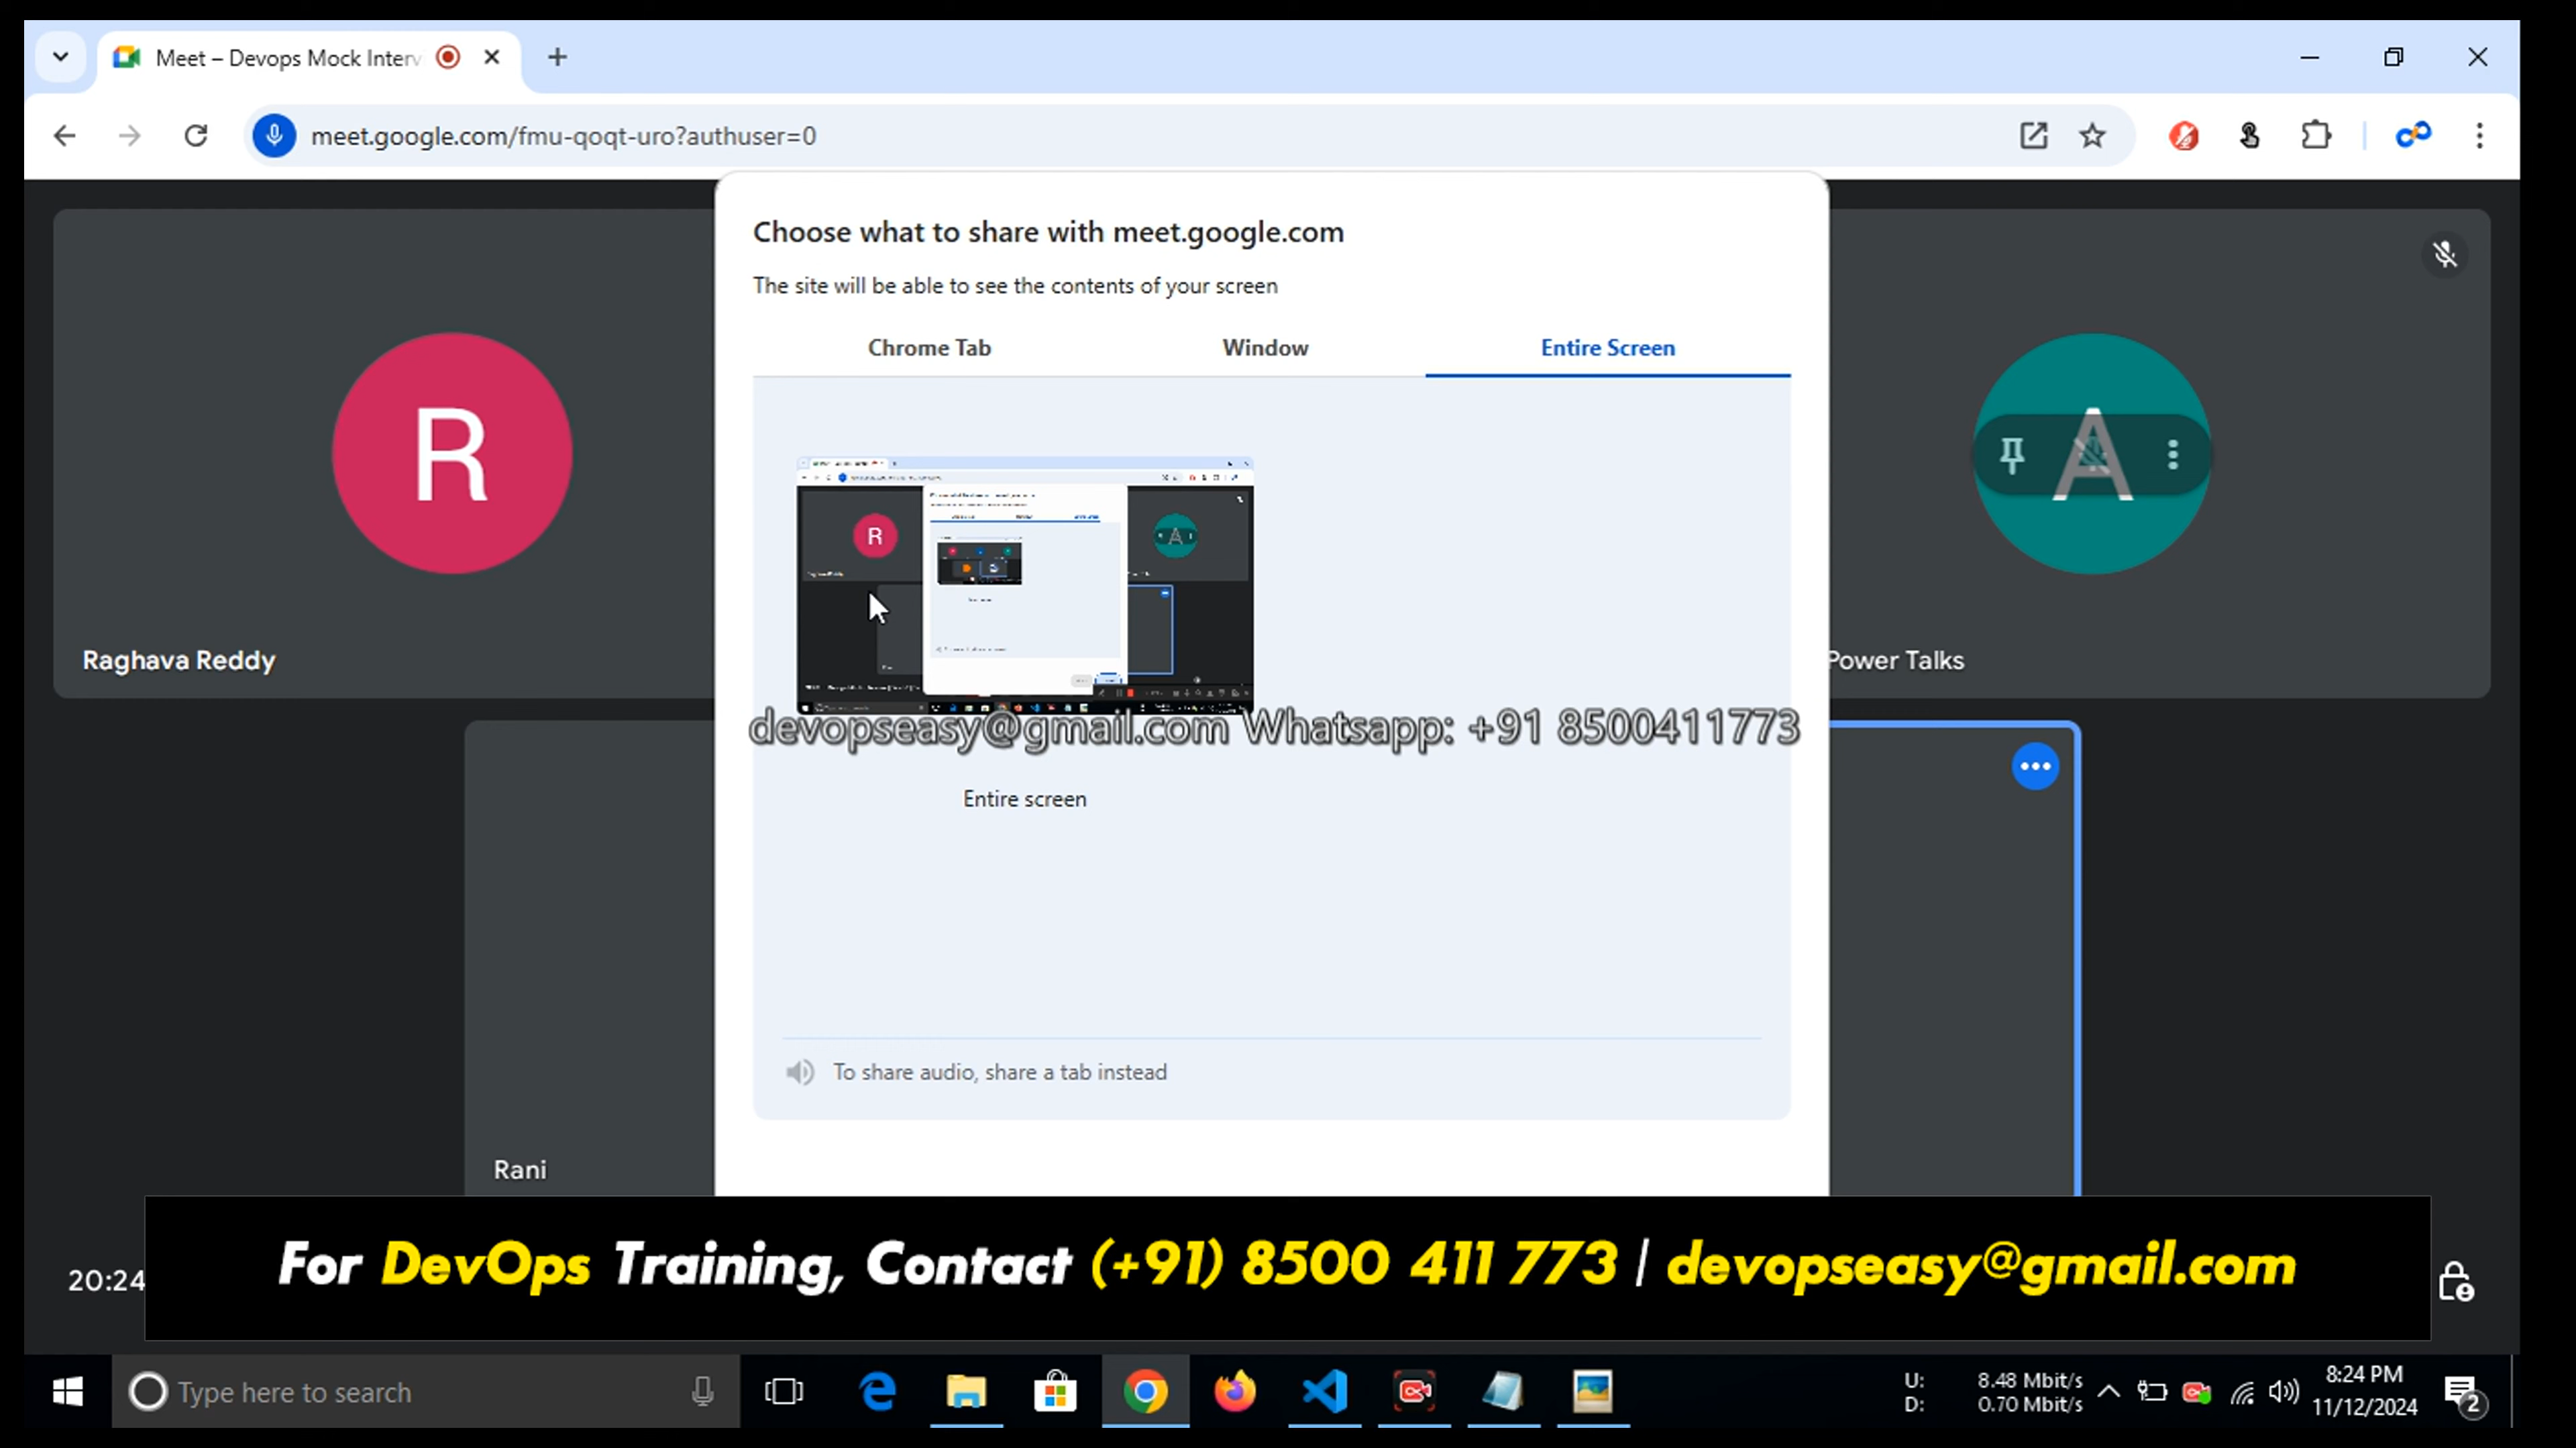 Meet – Devops Mock Interv
meet.google.com/fmu-qoqt-uro?authuser=0
Choose what to share with meet.google.com
The site will be able to see the contents of your screen
Chrome Tab
Window
Entire Screen
R
R
A
A
Raghava Reddy
Power Talks
devopseasy@gmail.com Whatsapp: +91 8500411773
Entire screen
To share audio, share a tab instead
Rani
20:24
For DevOps Training, Contact (+91) 8500 411 773 | devopseasy@gmail.com
Type here to search
U: 8.48 Mbit/s
D: 0.70 Mbit/s
8:24 PM
11/12/2024
2